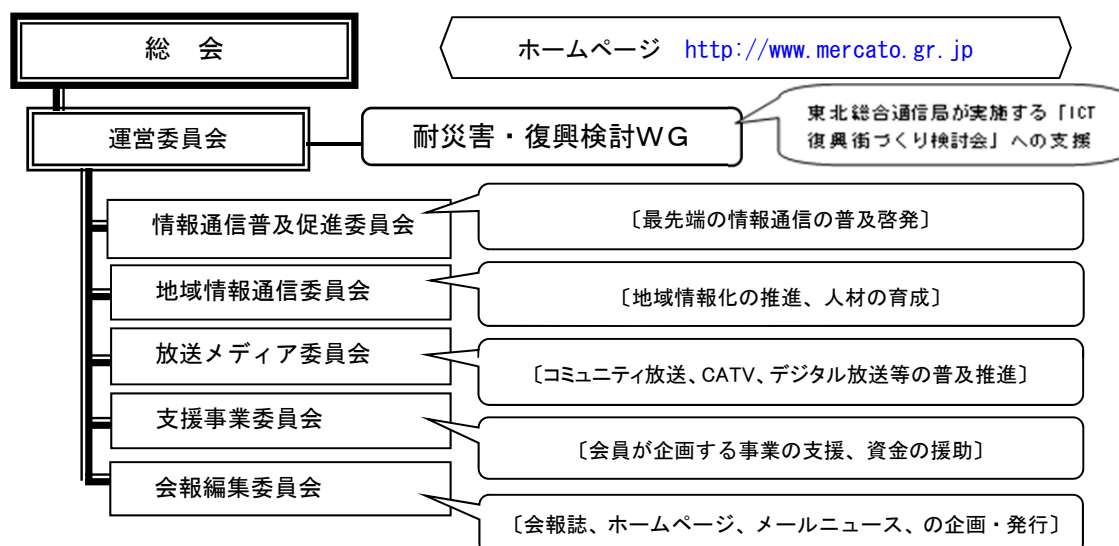 総　会
ホームページ　http://www.mercato.gr.jp
運営委員会
耐災害・復興検討WG
東北総合通信局が実施する「ICT
復興街づくり検討会」への支援
情報通信普及促進委員会
〔最先端の情報通信の普及啓発〕
地域情報通信委員会
〔地域情報化の推進、人材の育成〕
放送メディア委員会
〔コミュニティ放送、CATV、デジタル放送等の普及推進〕
支援事業委員会
〔会員が企画する事業の支援、資金の援助〕
会報編集委員会
〔会報誌、ホームページ、メールニュース、の企画・発行〕